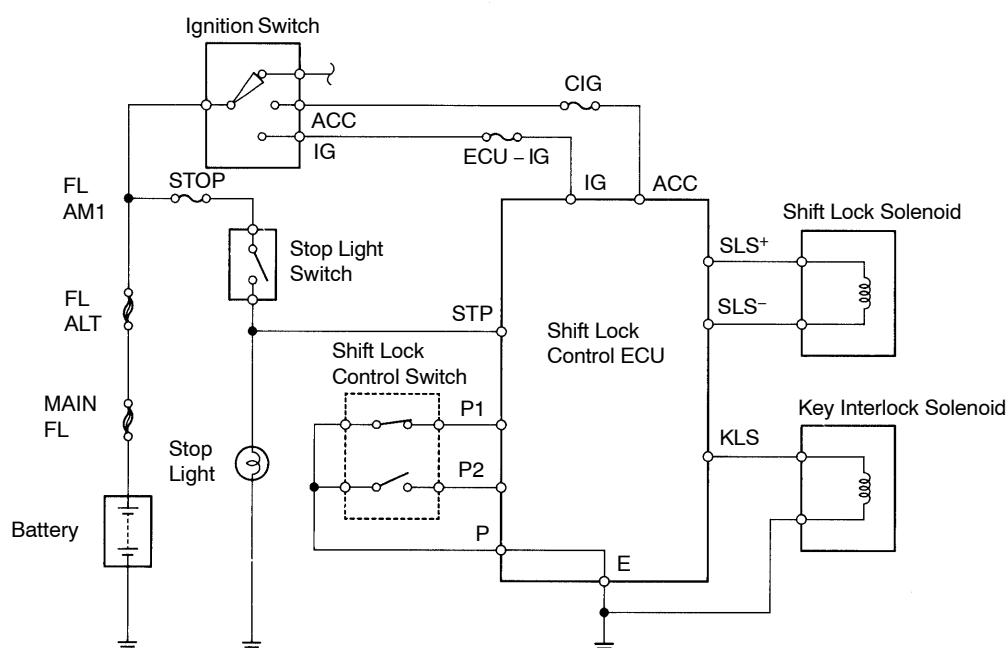 Ignition Switch
CIG
ACC
IG
ECU – IG
FL
AM1
STOP
IG
ACC
Shift Lock Solenoid
Stop Light
Switch
SLS+
FL
ALT
STP
SLS−
Shift Lock
Control ECU
Shift Lock
Control Switch
MAIN
FL
P1
Key Interlock Solenoid
Stop
Light
KLS
P2
Battery
P
E